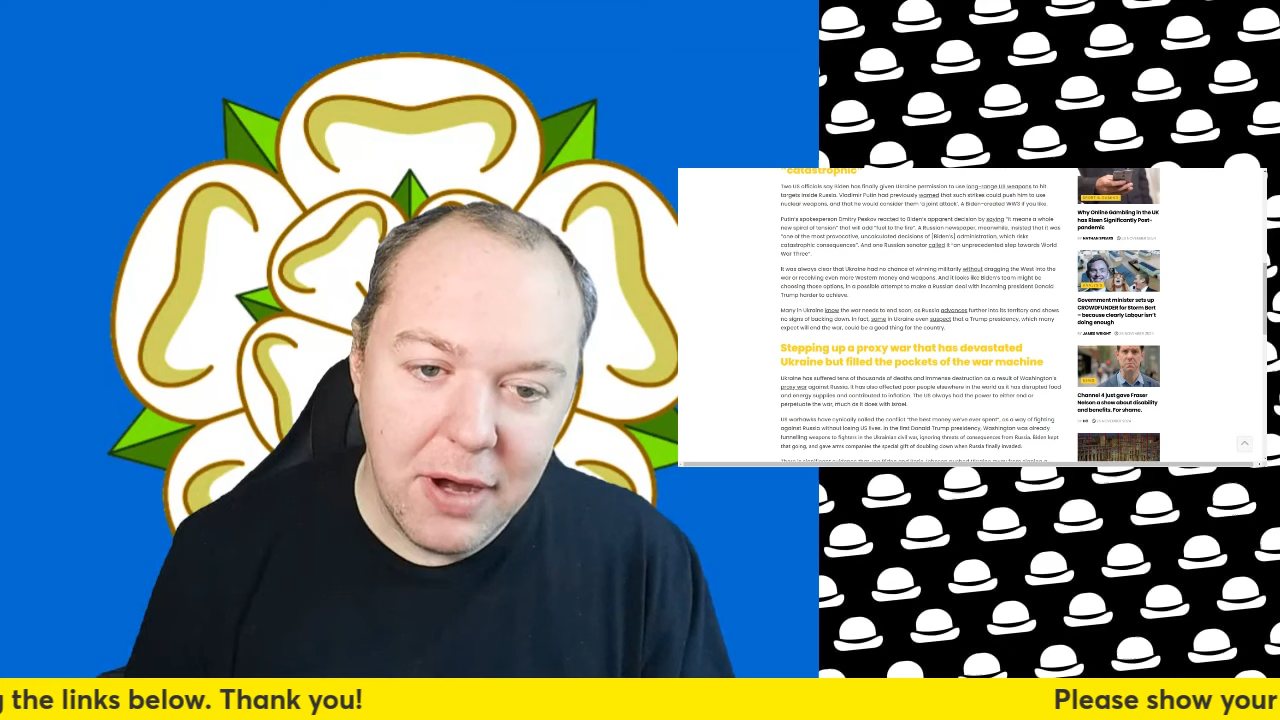 "catastrophic"
Two US officials say Biden has finally given Ukraine permission to use long-range US weapons to hit
targets inside Russia. Vladimir Putin had previously warned that such strikes could push him to use
nuclear weapons, and that he would consider them 'a joint attack'. A Biden-created WW3 if you like.
Putin's spokesperson Dmitry Peskov reacted to Biden's apparent decision by saying "it means a whole
new spiral of tension" that will add "fuel to the fire". A Russian newspaper, meanwhile, insisted that it was
"one of the most provocative, uncalculated decisions of [Biden's] administration, which risks
catastrophic consequences". And one Russian senator called it "an unprecedented step towards World
War Three".
It was always clear that Ukraine had no chance of winning militarily without dragging the West into the
war or receiving even more Western money and weapons. And it looks like Biden's team might be
choosing those options, in a possible attempt to make a Russian deal with incoming president Donald
Trump harder to achieve.
Many in Ukraine know the war needs to end soon, as Russia advances further into its territory and shows
no signs of backing down. In fact, some in Ukraine even suspect that a Trump presidency, which many
expect will end the war, could be a good thing for the country.
Stepping up a proxy war that has devastated
Ukraine but filled the pockets of the war machine
Ukraine has suffered tens of thousands of deaths and immense destruction as a result of Washington's
proxy war against Russia. It has also affected poor people elsewhere in the world as it has disrupted food
and energy supplies and contributed to inflation. The US always had the power to either end or
perpetuate the war, much as it does with Israel.
US warhawks have cynically called the conflict "the best money we've ever spent", as a way of fighting
against Russia without losing US lives. In the first Donald Trump presidency, Washington was already
funnelling weapons to fighters in the Ukrainian civil war, ignoring threats of consequences from Russia. Biden kept
that going, and gave arms companies the special gift of doubling down when Russia finally invaded.
Why Online Gambling in the UK
has Risen Significantly Post-
pandemic
BY NATHAN SPEARS
Government minister sets up
CROWDFUNDER for Storm Bert
– because clearly Labour isn't
doing enough
BY JAMES WRIGHT
Channel 4 just gave Fraser
Nelson a show about disability
and benefits. For shame.
the links below. Thank you!
Please show your